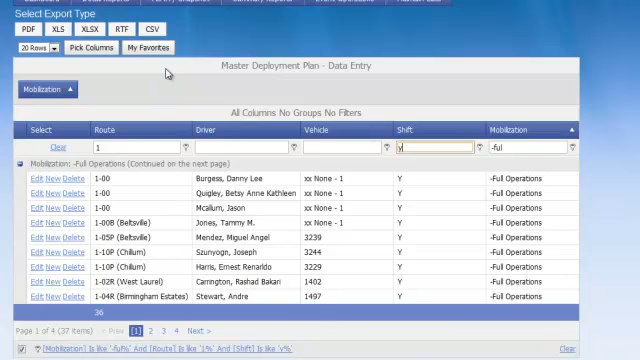 Select Export Type
PDF XLS XLSX RTF CSV
20 Rows Pick Columns My Favorites
Master Deployment Plan - Data Entry
Mobilization
All Columns No Groups No Filters
Select Route Driver Vehicle Shift Mobilization
Clear 1 y -ful
Mobilization: -Full Operations (Continued on the next page)
Edit New Delete 1-00 Burgess, Danny Lee xx None - 1 Y -Full Operations
Edit New Delete 1-00 Quigley, Betsy Anne Kathleen xx None - 1 Y -Full Operations
Edit New Delete 1-00 Mcallum, Jason xx None - 1 Y -Full Operations
Edit New Delete 1-00B (Beltsville) Jones, Tammy M. xx None - 1 Y -Full Operations
Edit New Delete 1-05P (Beltsville) Mendez, Miguel Angel 3239 Y -Full Operations
Edit New Delete 1-10P (Chillum) Szunyogn, Joseph 3244 Y -Full Operations
Edit New Delete 1-10P (Chillum) Harris, Ernest Renardo 3229 Y -Full Operations
Edit New Delete 1-02R (West Laurel) Carrington, Rashad Bakari 1402 Y -Full Operations
Edit New Delete 1-04R (Birmingham Estates) Stewart, Andre 1497 Y -Full Operations
36
Page 1 of 4 (37 items) < Prev [1] 2 3 4 Next >
[Mobilization] Is like '-ful%' And [Route] Is like '1%' And [Shift] Is like 'y%' Clear